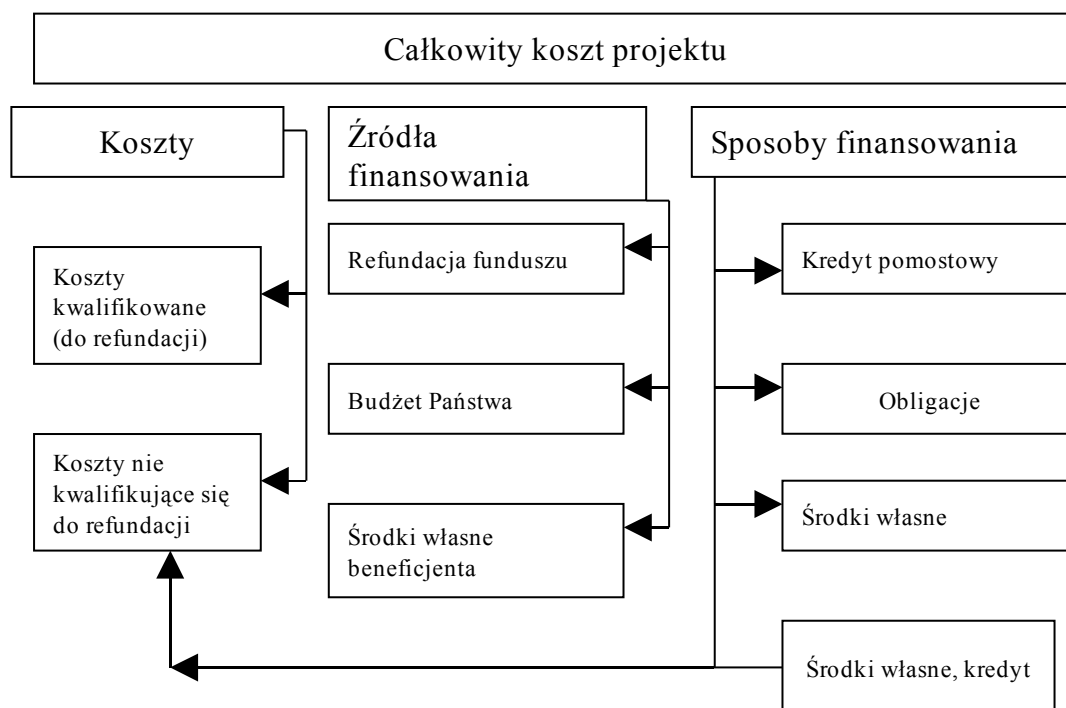 Całkowity koszt projektu
Koszty
Źródła
finansowania
Sposoby finansowania
Koszty
kwalifikowane
(do refundacji)
Koszty nie
kwalifikujące się
do refundacji
Refundacja funduszu
Budżet Państwa
Środki własne
beneficjenta
Kredyt pomostowy
Obligacje
Środki własne
Środki własne, kredyt